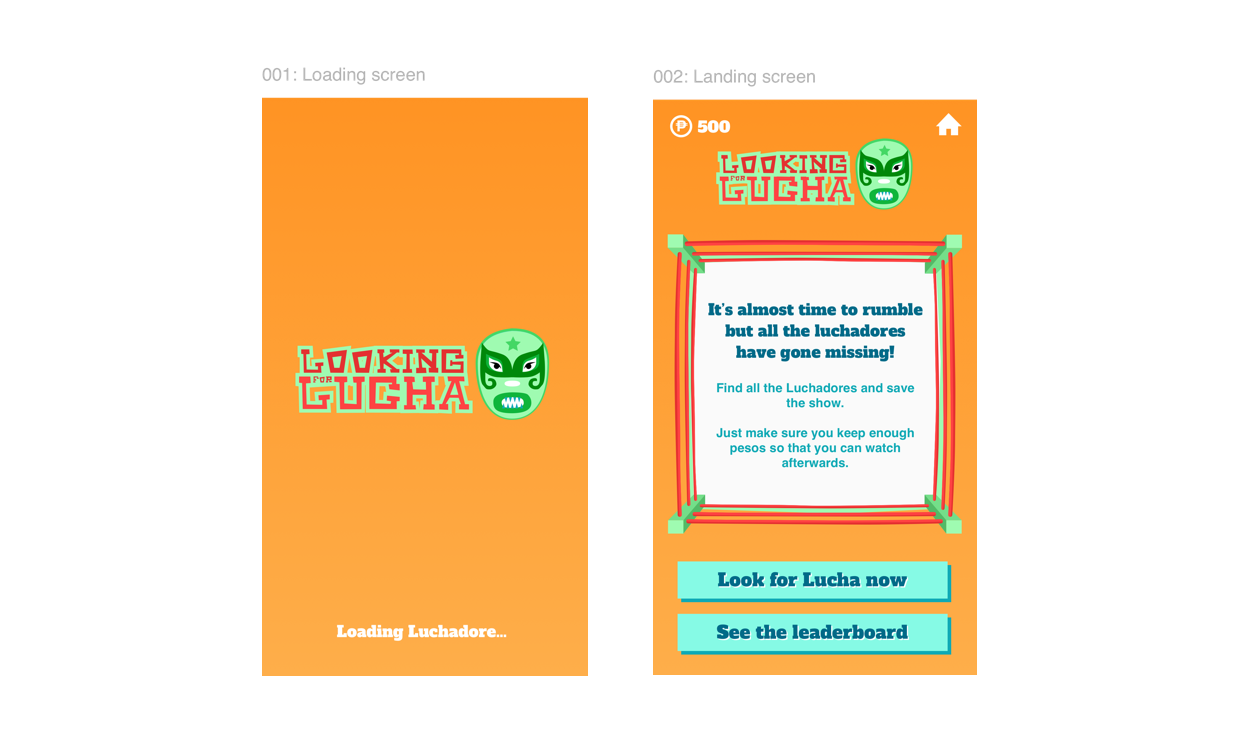 001: Loading screen
LOOKING
FOR
LUCHA
Loading Luchadore...
002: Landing screen
500
LOOKING
FOR
LUCHA
It's almost time to rumble
but all the luchadores
have gone missing!
Find all the Luchadores and save
the show.
Just make sure you keep enough
pesos so that you can watch
afterwards.
Look for Lucha now
See the leaderboard